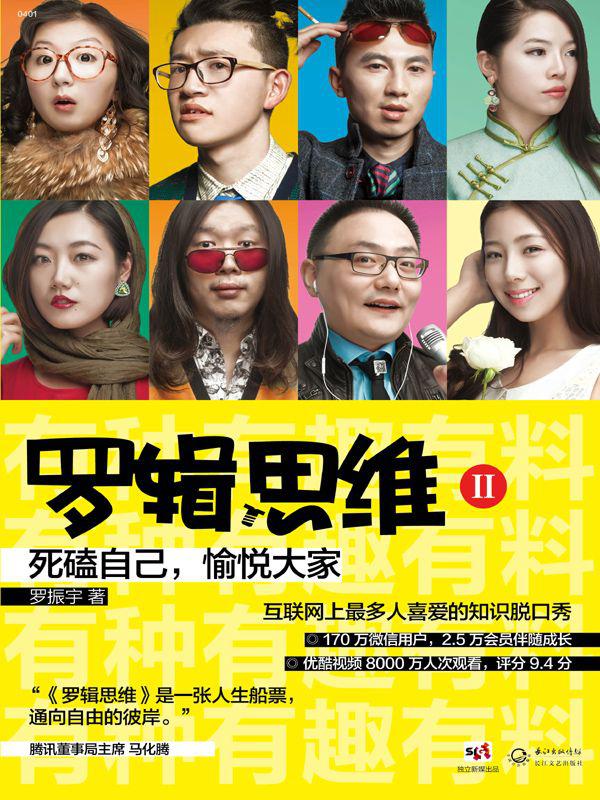 0401
有种有趣有料
罗辑思维 II
有种有趣有料
死磕自己，愉悦大家
罗振宇 著
互联网上最多人喜爱的知识脱口秀
有种有趣有料
◎ 170 万微信用户，2.5 万会员伴随成长
◎ 优酷视频 8000 万人次观看，评分 9.4 分
“《罗辑思维》是一张人生船票，
通向自由的彼岸。”
有种有趣有料
腾讯董事局主席 马化腾
独立新媒出品
长江出版传媒
长江文艺出版社